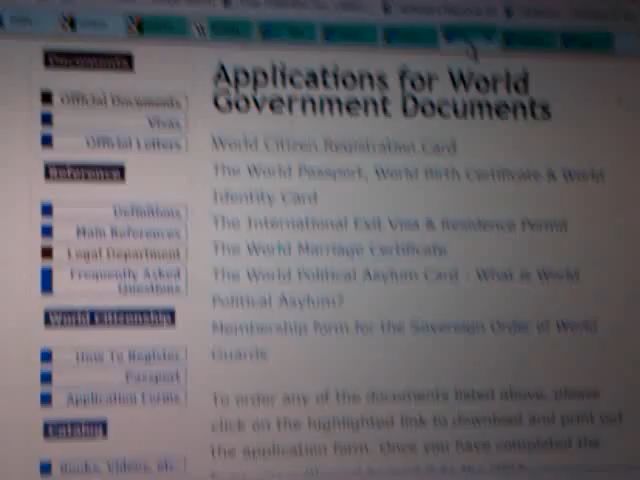 Documents
Official Documents
Visas
Official Letters
Reference
Definitions
Main References
Legal Department
Frequently Asked
Questions
World Citizenship
How To Register
Passport
Application Forms
Catalog
Books, Videos, etc.
Applications for World
Government Documents
World Citizen Registration Card
The World Passport, World Birth Certificate & World
Identity Card
The International Exit Visa & Residence Permit
The World Marriage Certificate
The World Political Asylum Card - What is World
Political Asylum?
Membership form for the Sovereign Order of World
Guards
To order any of the documents listed above, please
click on the highlighted link to download and print out
the application form. Once you have completed the